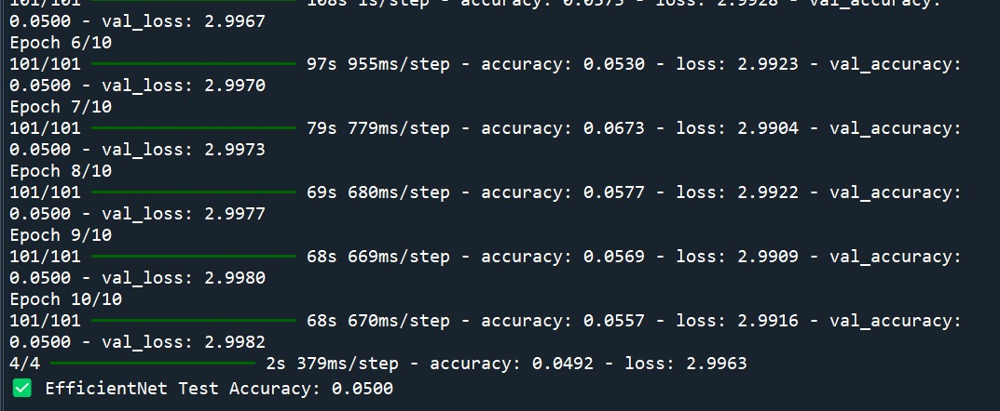 101/101 ━━━━━━━━━━━━━━━━━━━━ 108s 1s/step - accuracy: 0.0573 - loss: 2.9928 - val_accuracy:
0.0500 - val_loss: 2.9967
Epoch 6/10
101/101 ━━━━━━━━━━━━━━━━━━━━ 97s 955ms/step - accuracy: 0.0530 - loss: 2.9923 - val_accuracy:
0.0500 - val_loss: 2.9970
Epoch 7/10
101/101 ━━━━━━━━━━━━━━━━━━━━ 79s 779ms/step - accuracy: 0.0673 - loss: 2.9904 - val_accuracy:
0.0500 - val_loss: 2.9973
Epoch 8/10
101/101 ━━━━━━━━━━━━━━━━━━━━ 69s 680ms/step - accuracy: 0.0577 - loss: 2.9922 - val_accuracy:
0.0500 - val_loss: 2.9977
Epoch 9/10
101/101 ━━━━━━━━━━━━━━━━━━━━ 68s 669ms/step - accuracy: 0.0569 - loss: 2.9909 - val_accuracy:
0.0500 - val_loss: 2.9980
Epoch 10/10
101/101 ━━━━━━━━━━━━━━━━━━━━ 68s 670ms/step - accuracy: 0.0557 - loss: 2.9916 - val_accuracy:
0.0500 - val_loss: 2.9982
4/4 ━━━━━━━━━━━━━━━━━━━━ 2s 379ms/step - accuracy: 0.0492 - loss: 2.9963
✅ EfficientNet Test Accuracy: 0.0500